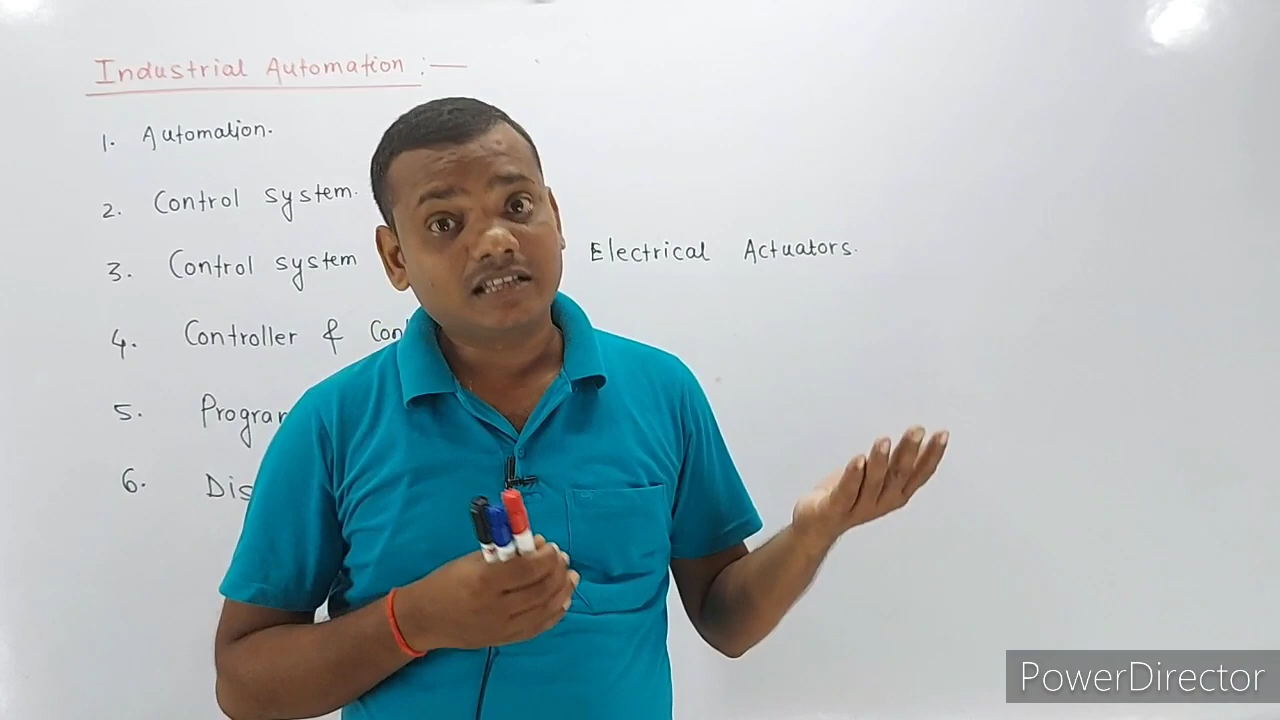 Industrial Automation :—
1. Automation.
2. Control system.
3. Control system Electrical Actuators.
4. Controller & Con
5. Program
6. Dis
PowerDirector